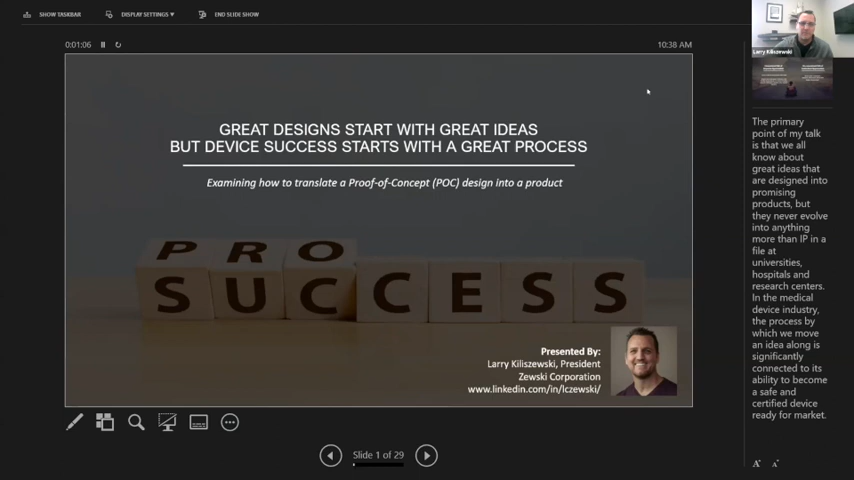 SHOW TASKBAR
DISPLAY SETTINGS ▾
END SLIDE SHOW
0:01:06
10:38 AM
GREAT DESIGNS START WITH GREAT IDEAS
BUT DEVICE SUCCESS STARTS WITH A GREAT PROCESS
Examining how to translate a Proof-of-Concept (POC) design into a product
PRO
SUCCESS
Presented By:
Larry Kiliszewski, President
Zewski Corporation
www.linkedin.com/in/lczewski/
Slide 1 of 29
Larry Kiliszewski
The primary
point of my talk
is that we all
know about
great ideas that
are designed into
promising
products, but
they never evolve
into anything
more than IP in a
file at
universities,
hospitals and
research centers.
In the medical
device industry,
the process by
which we move
an idea along is
significantly
connected to its
ability to become
a safe and
certified device
ready for market.
A A